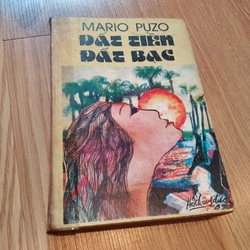 MARIO PUZO
ĐẤT TIỀN
ĐẤT BẠC